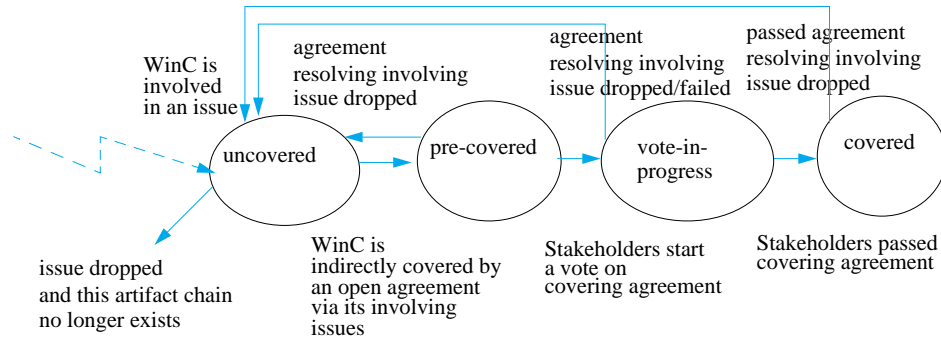 WinC is
involved
in an issue
agreement
resolving involving
issue dropped
agreement
resolving involving
issue dropped/failed
passed agreement
resolving involving
issue dropped
uncovered
pre-covered
vote-in-
progress
covered
issue dropped
and this artifact chain
no longer exists
WinC is
indirectly covered by
an open agreement
via its involving
issues
Stakeholders start
a vote on
covering agreement
Stakeholders passed
covering agreement